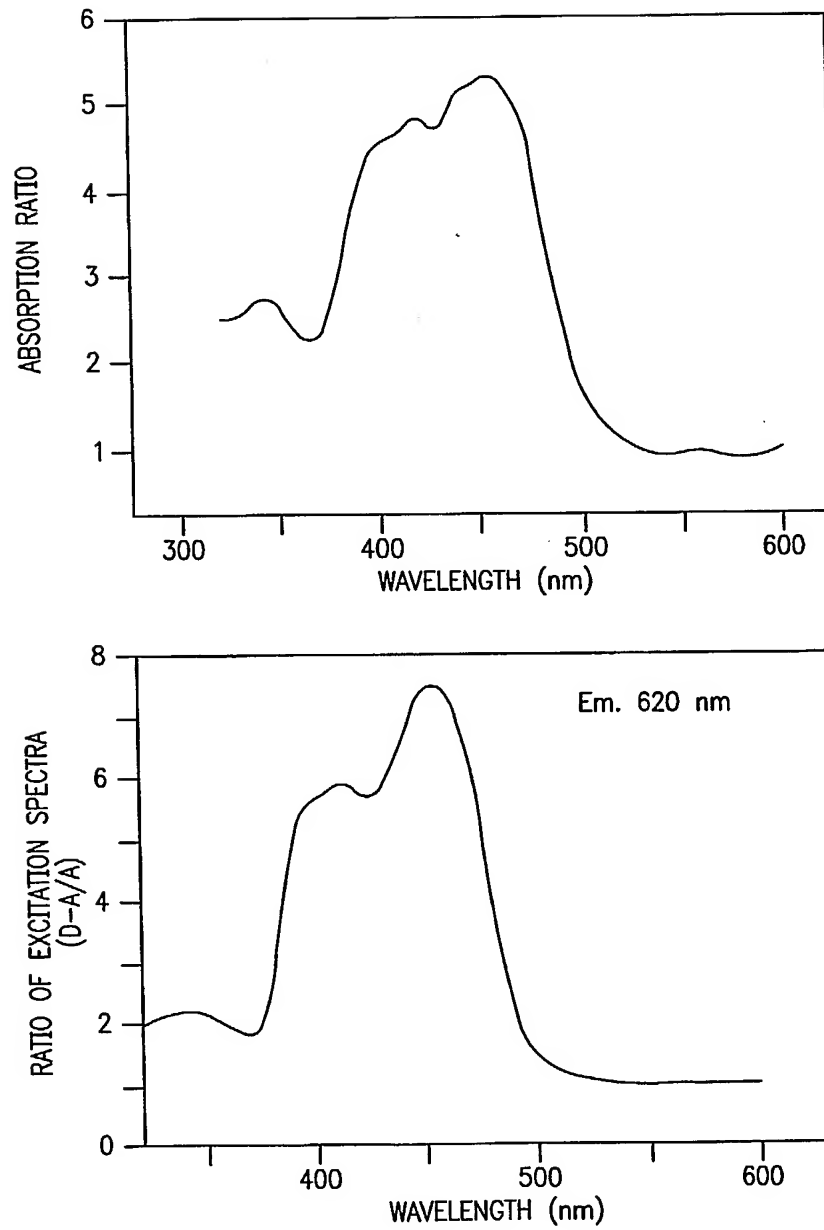 6
5
4
3
2
1
ABSORPTION RATIO
300 400 500 600
WAVELENGTH (nm)
8
6
4
2
0
RATIO OF EXCITATION SPECTRA
(D-A/A)
Em. 620 nm
400 500 600
WAVELENGTH (nm)